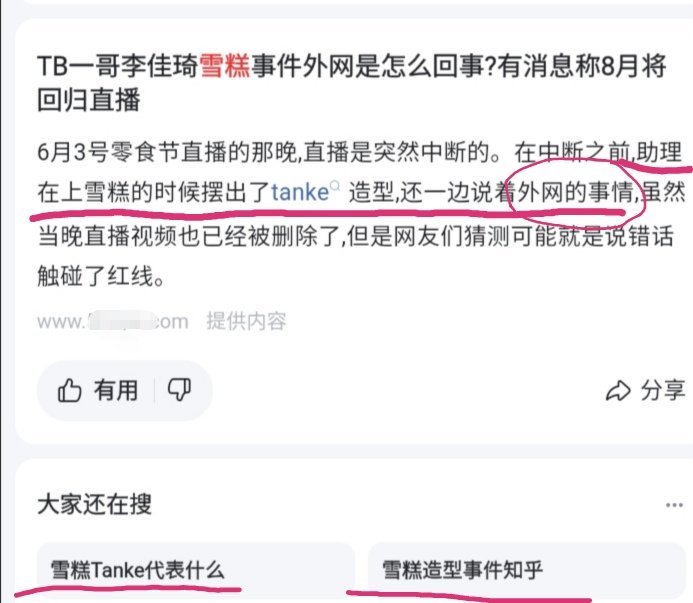 TB一哥李佳琦雪糕事件外网是怎么回事?有消息称8月将
回归直播
6月3号零食节直播的那晚,直播是突然中断的。在中断之前,助理
在上雪糕的时候摆出了tanke 造型,还一边说着外网的事情,虽然
当晚直播视频也已经被删除了,但是网友们猜测可能就是说错话
触碰了红线。
www. com 提供内容
有用 分享
大家还在搜
雪糕Tanke代表什么 雪糕造型事件知乎